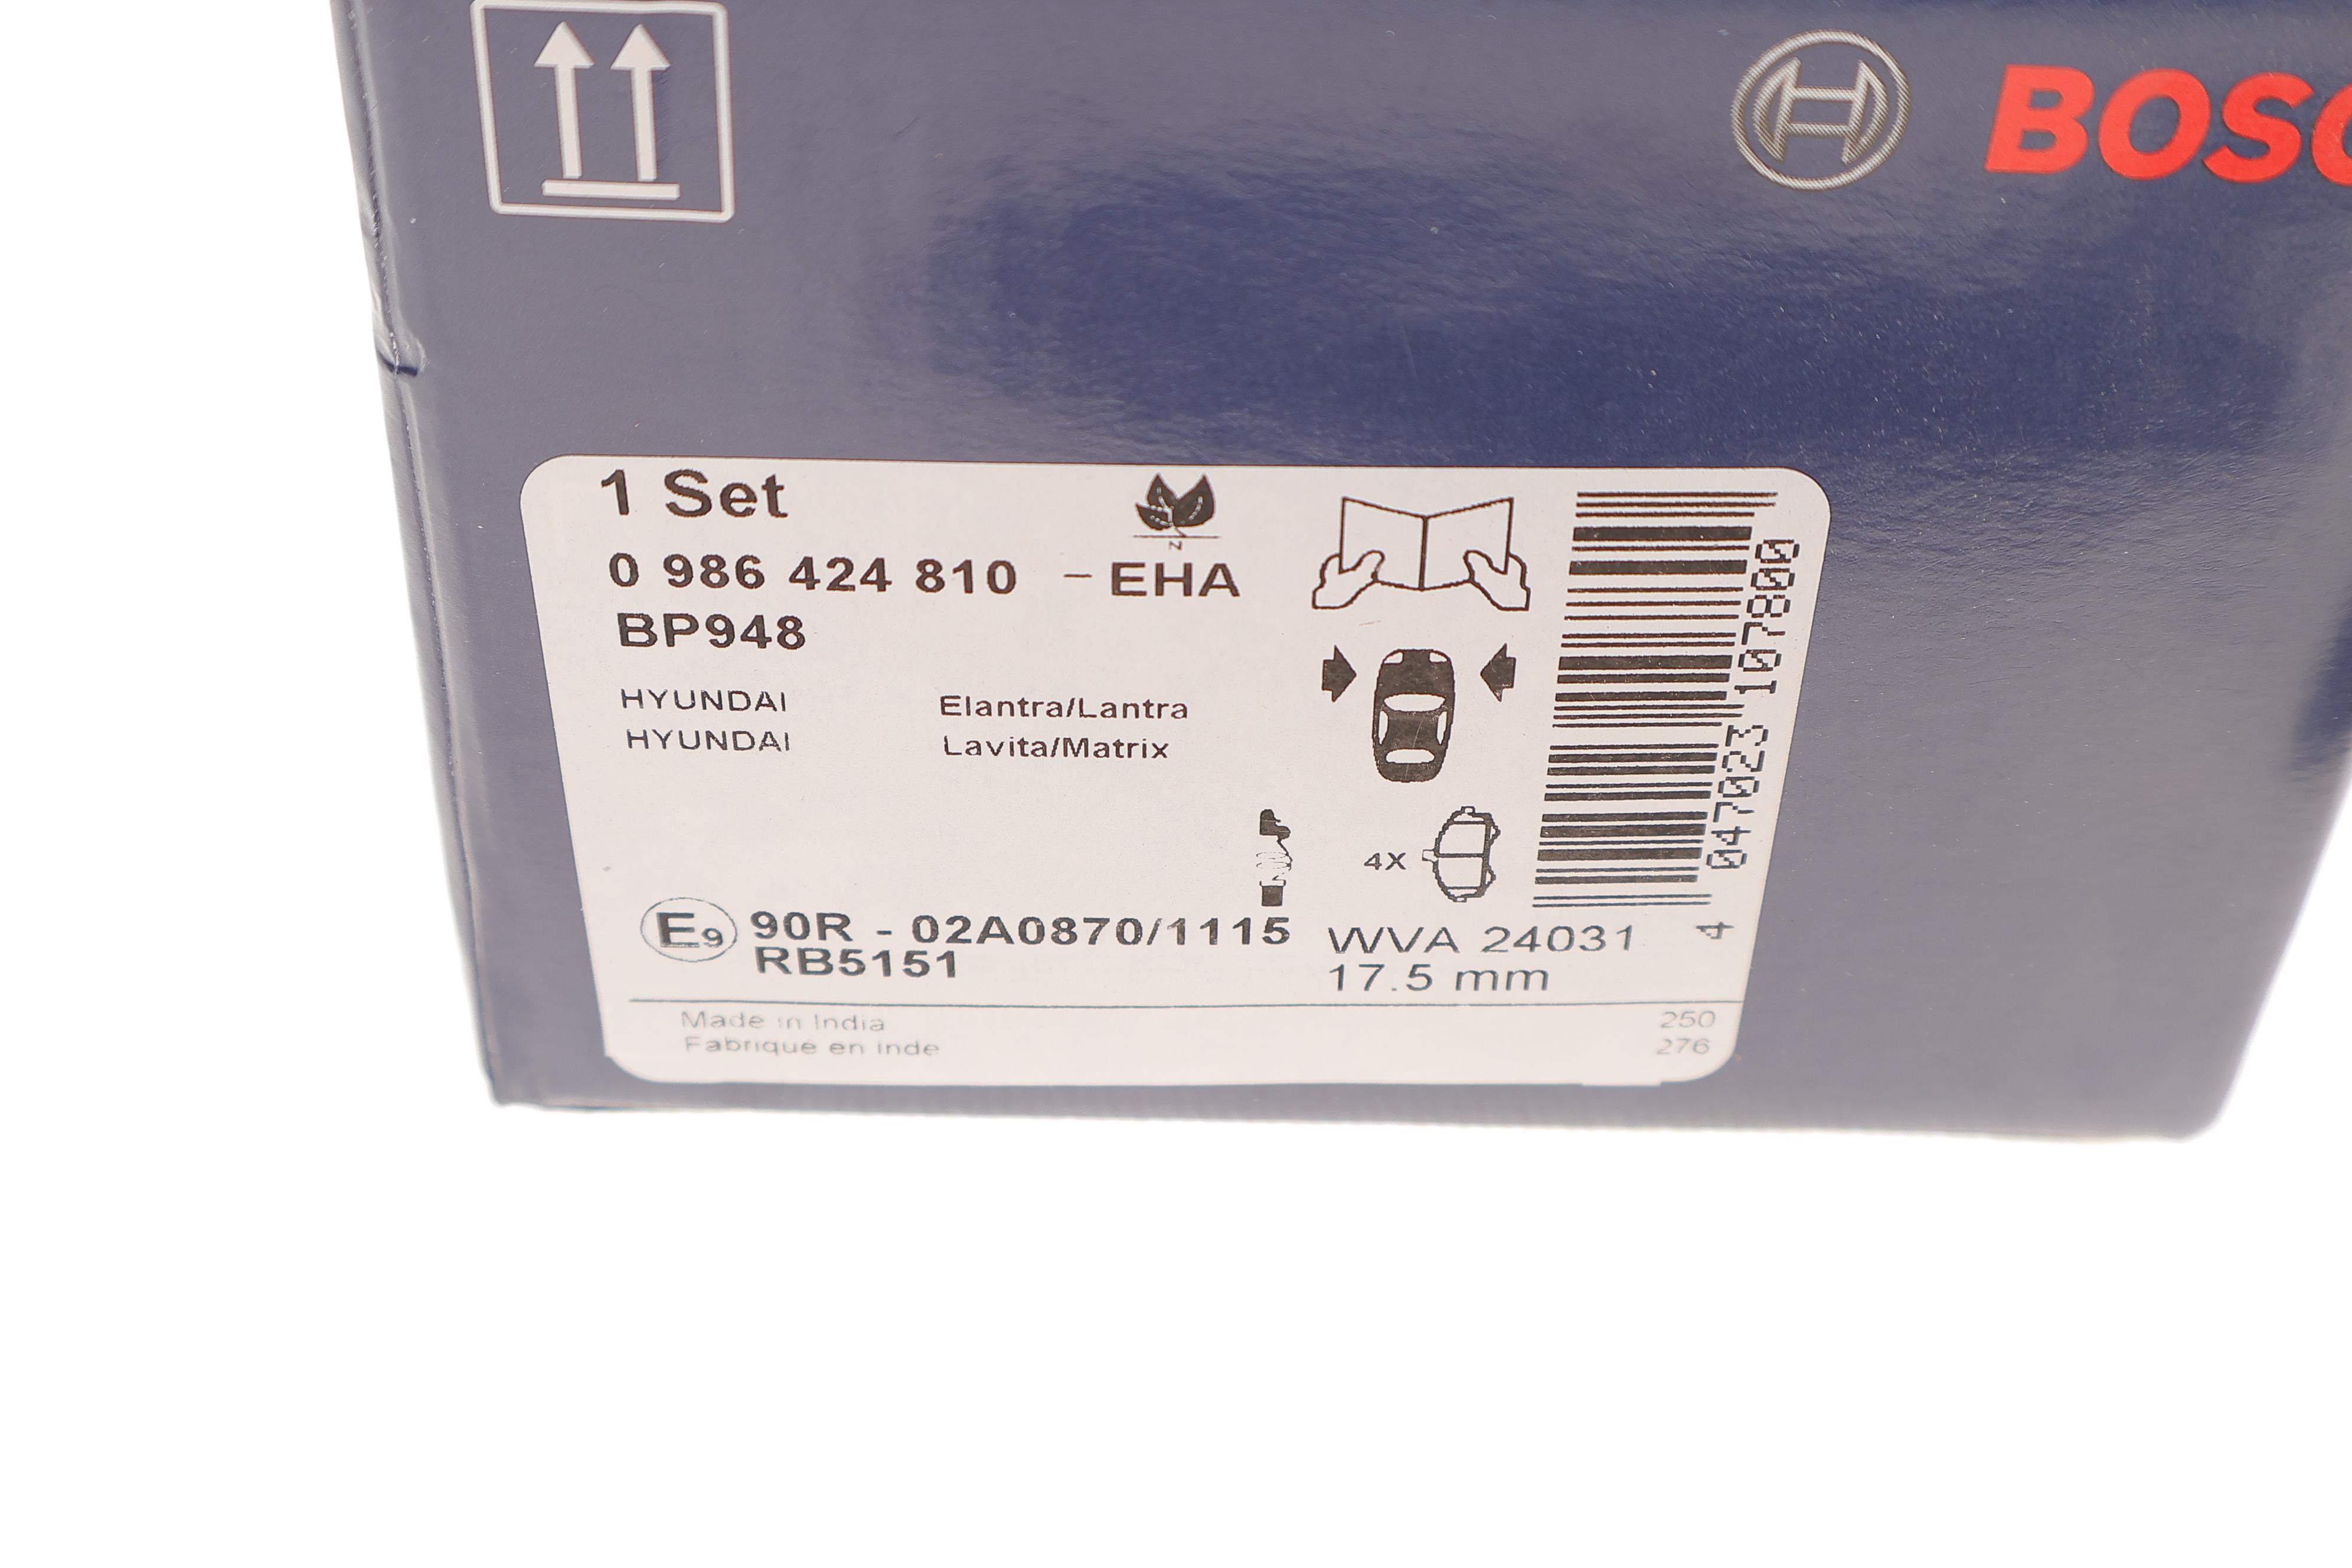 BOSC
1 Set
N
0 986 424 810 - EHA
BP948
HYUNDAI Elantra/Lantra
HYUNDAI Lavita/Matrix
4X
4 047023 107800
E9 90R - 02A0870/1115
RB5151
WVA 24031
17.5 mm
Made in India
Fabriqué en inde
250
276